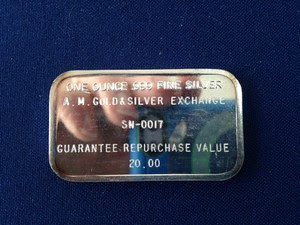 ONE OUNCE .999 FINE SILVER
A.M. GOLD & SILVER EXCHANGE
SN-0017
GUARANTEE REPURCHASE VALUE
20.00